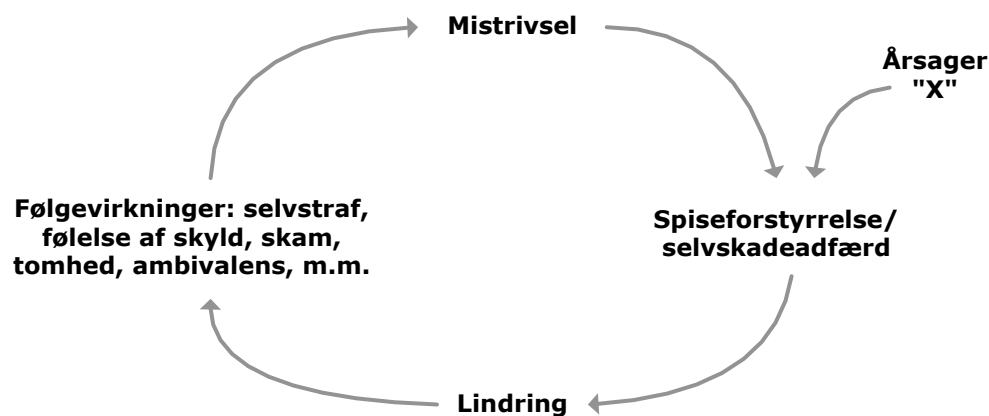 Mistrivsel
Årsager
"X"
Spiseforstyrrelse/
selvskadeadfærd
Lindring
Følgevirkninger: selvstraf,
følelse af skyld, skam,
tomhed, ambivalens, m.m.